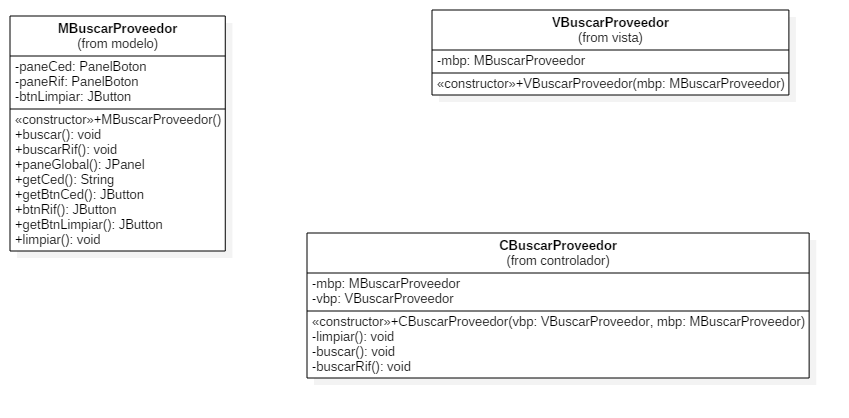 MBuscarProveedor
(from modelo)
-paneCed: PanelBoton
-paneRif: PanelBoton
-btnLimpiar: JButton
«constructor»+MBuscarProveedor()
+buscar(): void
+buscarRif(): void
+paneGlobal(): JPanel
+getCed(): String
+getBtnCed(): JButton
+btnRif(): JButton
+getBtnLimpiar(): JButton
+limpiar(): void
VBuscarProveedor
(from vista)
-mbp: MBuscarProveedor
«constructor»+VBuscarProveedor(mbp: MBuscarProveedor)
CBuscarProveedor
(from controlador)
-mbp: MBuscarProveedor
-vbp: VBuscarProveedor
«constructor»+CBuscarProveedor(vbp: VBuscarProveedor, mbp: MBuscarProveedor)
-limpiar(): void
-buscar(): void
-buscarRif(): void